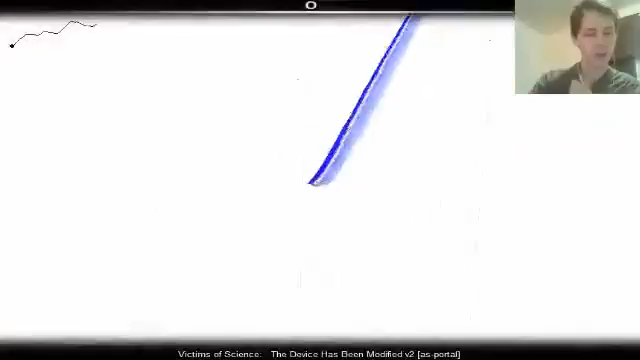 0
Victims of Science:   The Device Has Been Modified v2 [as-portal]